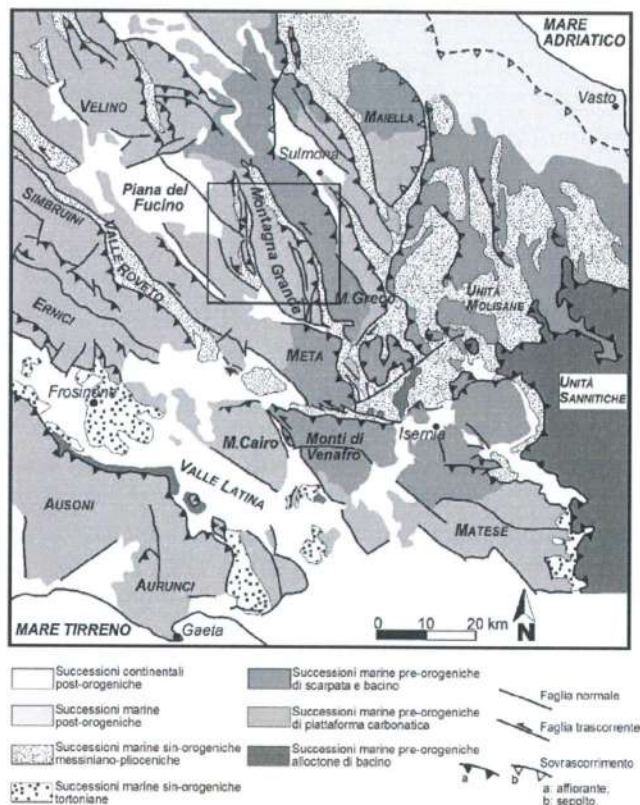 MARE
ADRIATICO
Vasto
VELINO
MAIELLA
Sulmona
Piana del
Fucino
SIMBRUINI
VALLE ROVETO
Montagna Grande
M.Greco
UNITÀ
MOLISANE
ERNICI
META
UNITÀ
SANNITICHE
Frosinone
M.Cairo
Monti di
Venafro
Isernia
VALLE LATINA
AUSONI
MATESE
AURUNCI
MARE TIRRENO
Gaeta
0 10 20 km
N
Successioni continentali
post-orogeniche
Successioni marine
post-orogeniche
Successioni marine sin-orogeniche
messiniano-plioceniche
Successioni marine sin-orogeniche
tortoniane
Successioni marine pre-orogeniche
di scarpata e bacino
Successioni marine pre-orogeniche
di piattaforma carbonatica
Successioni marine pre-orogeniche
alloctone di bacino
Faglia normale
Faglia trascorrente
Sovrascorrimento
a b
a: affiorante,
b: sepolto.